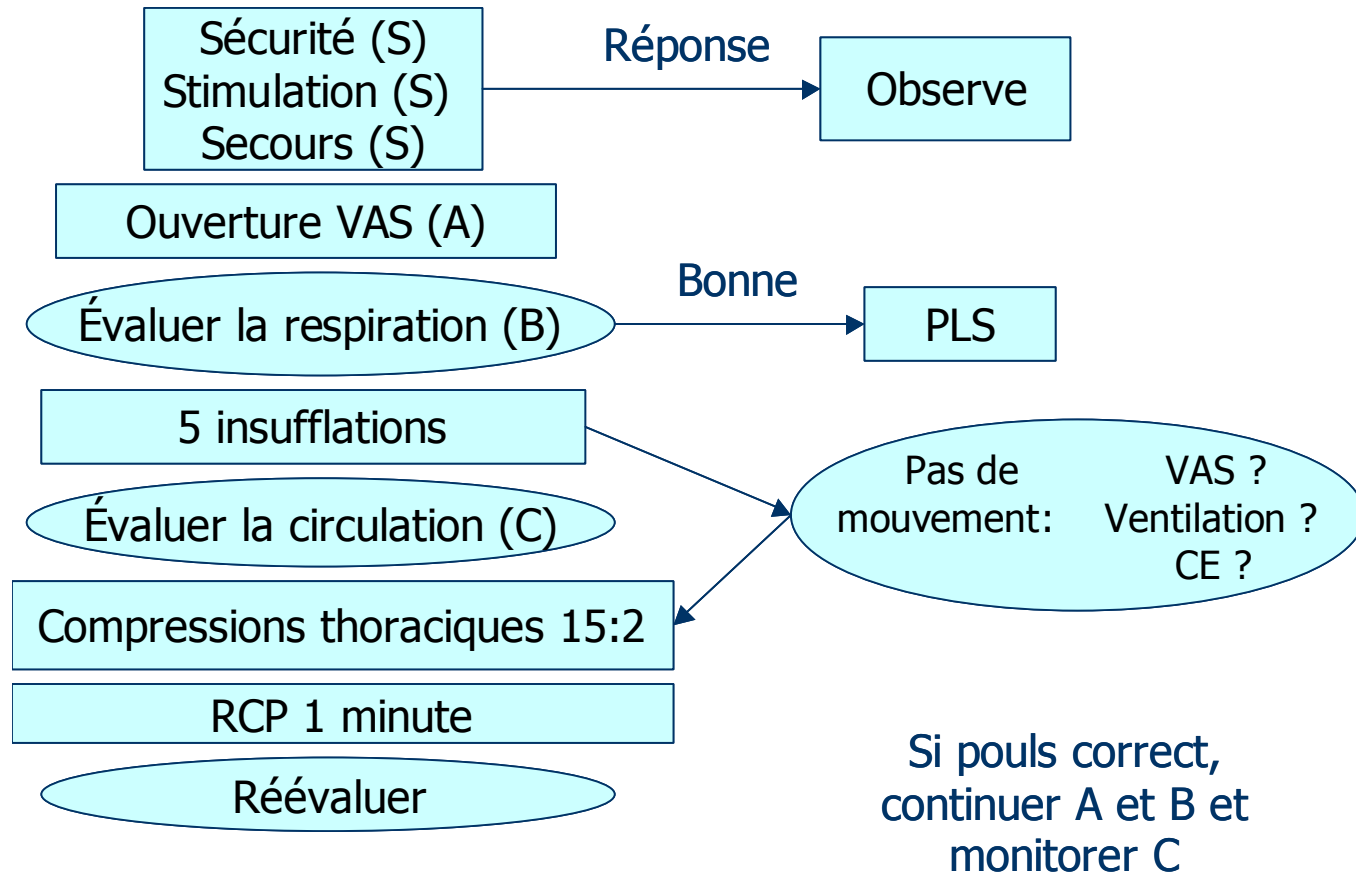 Sécurité (S)
Stimulation (S)
Secours (S)
Réponse
Observe
Ouverture VAS (A)
Évaluer la respiration (B)
Bonne
PLS
5 insufflations
Évaluer la circulation (C)
Pas de
mouvement:
VAS ?
Ventilation ?
CE ?
Compressions thoraciques 15:2
RCP 1 minute
Réévaluer
Si pouls correct,
continuer A et B et
monitorer C